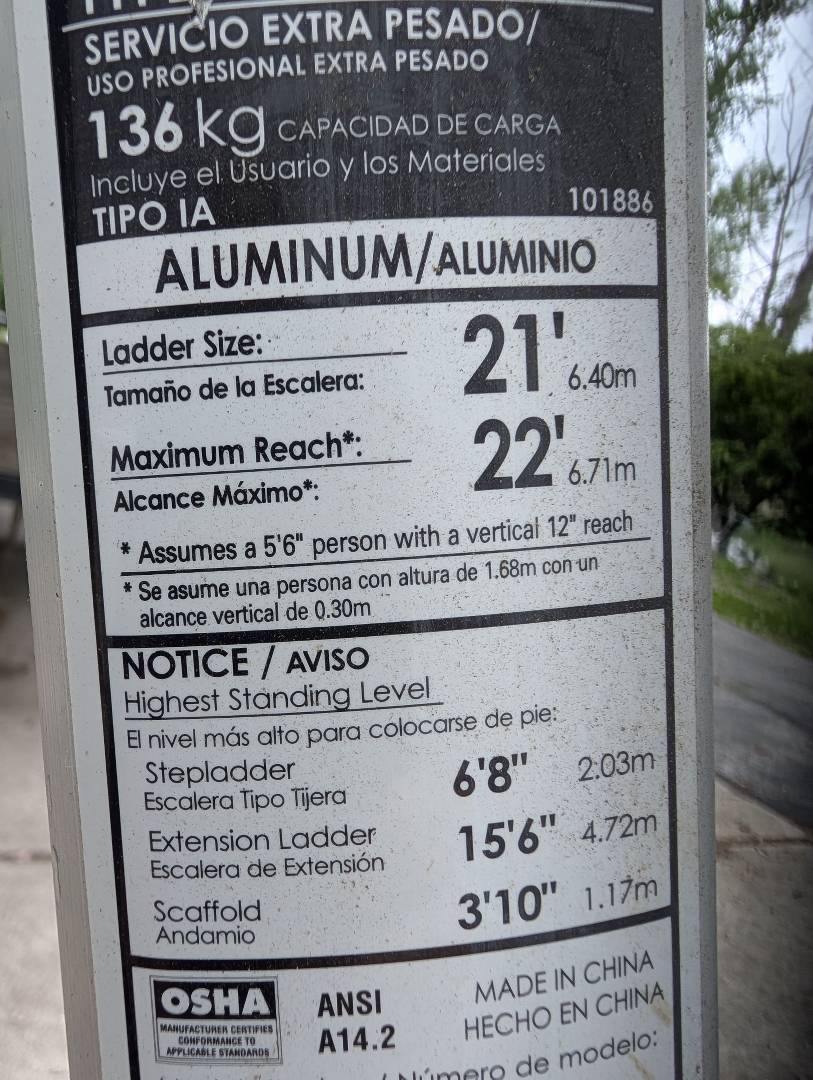 SERVICIO EXTRA PESADO/
USO PROFESIONAL EXTRA PESADO
136 kg CAPACIDAD DE CARGA
Incluye el Usuario y los Materiales
TIPO IA 101886
ALUMINUM/ALUMINIO
Ladder Size: 21' 6.40m
Tamaño de la Escalera:
Maximum Reach*: 22' 6.71m
Alcance Máximo*:
* Assumes a 5'6" person with a vertical 12" reach
* Se asume una persona con altura de 1.68m con un
alcance vertical de 0.30m
NOTICE / AVISO
Highest Standing Level
El nivel más alto para colocarse de pie:
Stepladder 6'8" 2.03m
Escalera Tipo Tijera
Extension Ladder 15'6" 4.72m
Escalera de Extensión
Scaffold 3'10" 1.17m
Andamio
OSHA
MANUFACTURER CERTIFIES
CONFORMANCE TO
APPLICABLE STANDARDS
ANSI
A14.2
MADE IN CHINA
HECHO EN CHINA
/ Número de modelo: